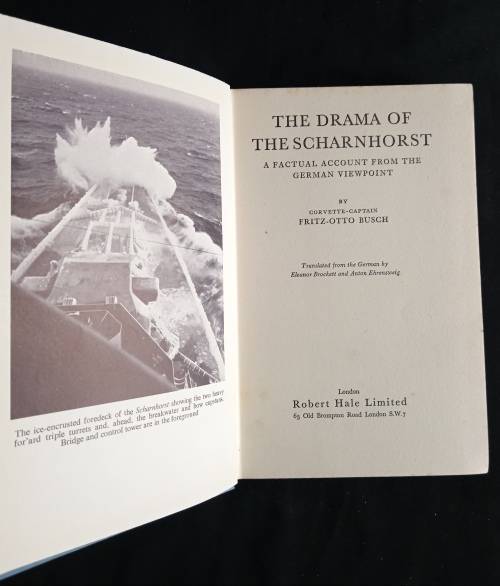 The ice-encrusted foredeck of the Scharnhorst showing the two heavy
for'ard triple turrets and, ahead, the breakwater and bow capstans.
Bridge and control tower are in the foreground
THE DRAMA OF
THE SCHARNHORST
A FACTUAL ACCOUNT FROM THE
GERMAN VIEWPOINT
BY
CORVETTE-CAPTAIN
FRITZ-OTTO BUSCH
Translated from the German by
Eleanor Brockett and Anton Ehrenzweig
London
Robert Hale Limited
63 Old Brompton Road London S.W.7